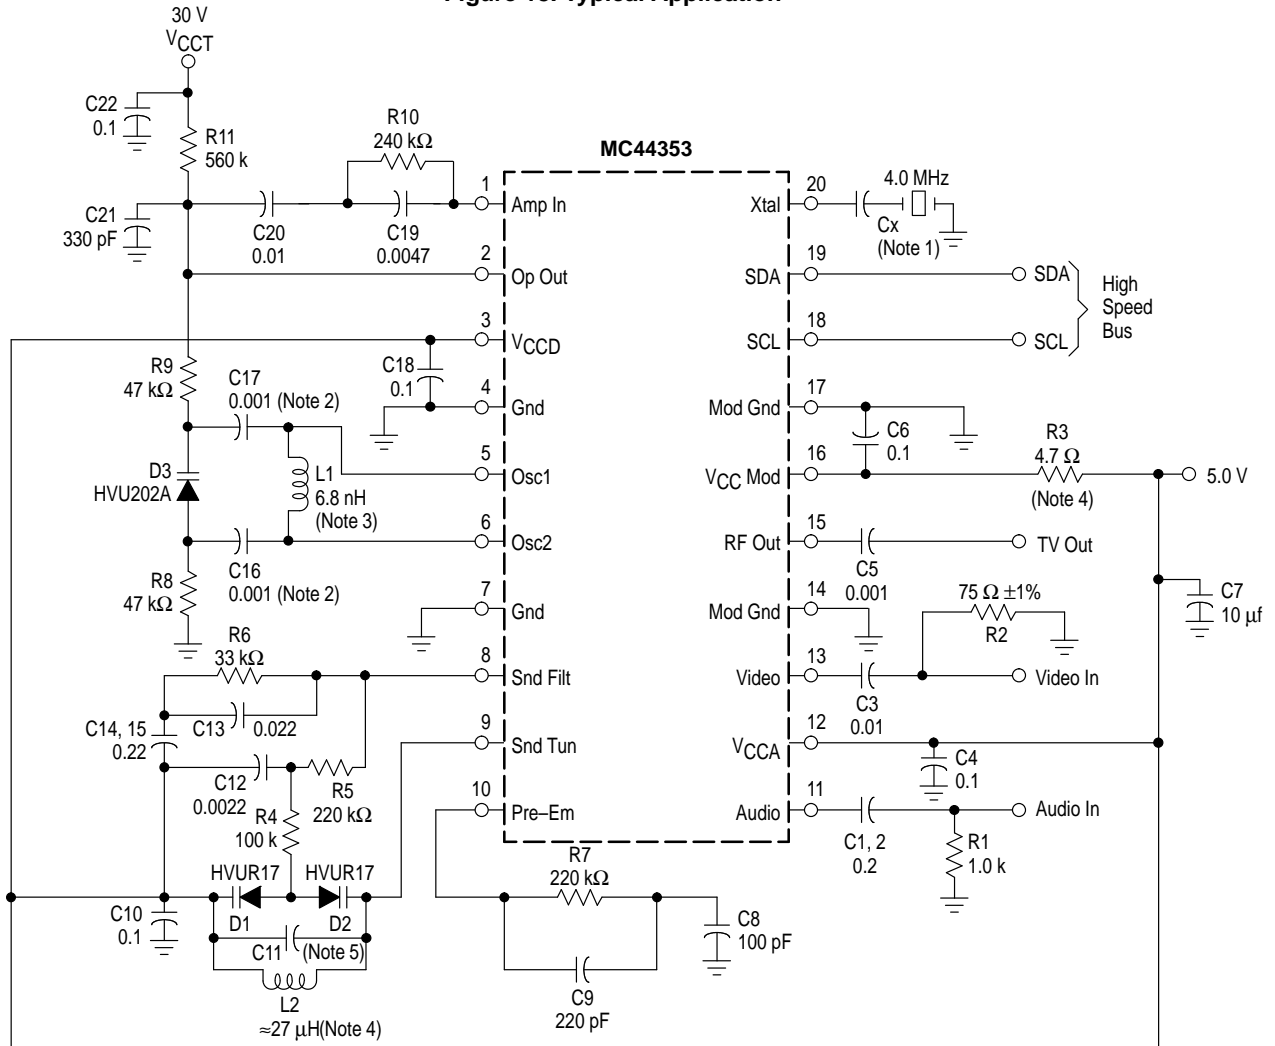 30 V
VCCT
C22
0.1
R11
560 k
R10
240 kΩ
MC44353
C21
330 pF
C20
0.01
C19
0.0047
1
Amp In
2
Op Out
3
VCCD
C18
0.1
4
Gnd
R9
47 kΩ
C17
0.001 (Note 2)
5
Osc1
L1
6.8 nH
(Note 3)
D3
HVU202A
6
Osc2
C16
0.001 (Note 2)
R8
47 kΩ
7
Gnd
R6
33 kΩ
8
Snd Filt
C13
0.022
C14, 15
0.22
9
Snd Tun
C12
0.0022
R5
220 kΩ
R4
100 k
10
Pre–Em
HVUR17
HVUR17
D1
D2
C10
0.1
C11
(Note 5)
L2
≈27 μH(Note 4)
R7
220 kΩ
C8
100 pF
C9
220 pF
20
Xtal
4.0 MHz
Cx
(Note 1)
19
SDA
SDA
High
Speed
Bus
18
SCL
SCL
17
Mod Gnd
C6
0.1
16
VCC Mod
R3
4.7 Ω
(Note 4)
5.0 V
15
RF Out
C5
0.001
TV Out
14
Mod Gnd
75 Ω ±1%
R2
C7
10 μf
13
Video
C3
0.01
Video In
12
VCCA
C4
0.1
11
Audio
C1, 2
0.2
Audio In
R1
1.0 k